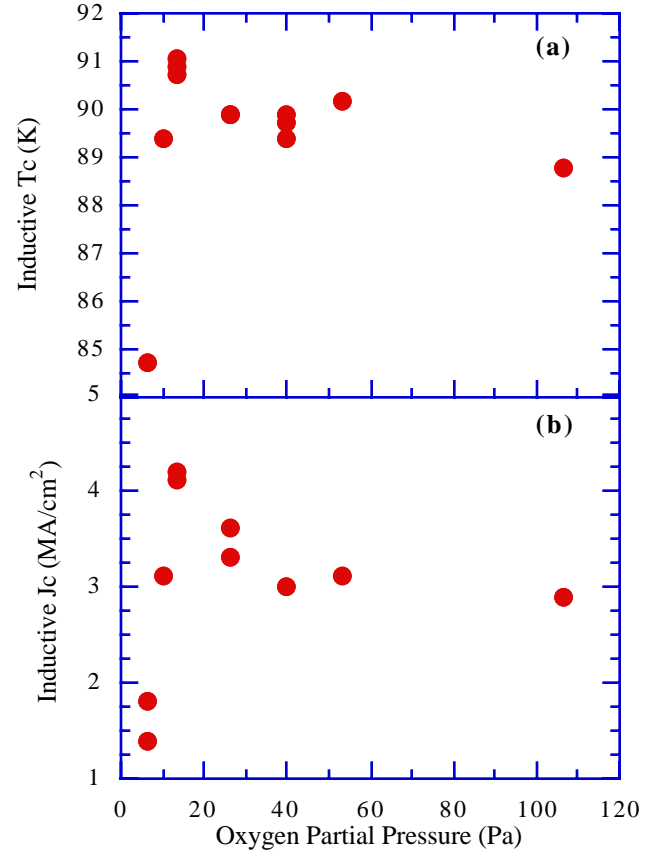 92
(a)
91
90
89
88
87
86
85
Inductive Tc (K)
5
(b)
4
3
2
1
Inductive Jc (MA/cm²)
0 20 40 60 80 100 120
Oxygen Partial Pressure (Pa)